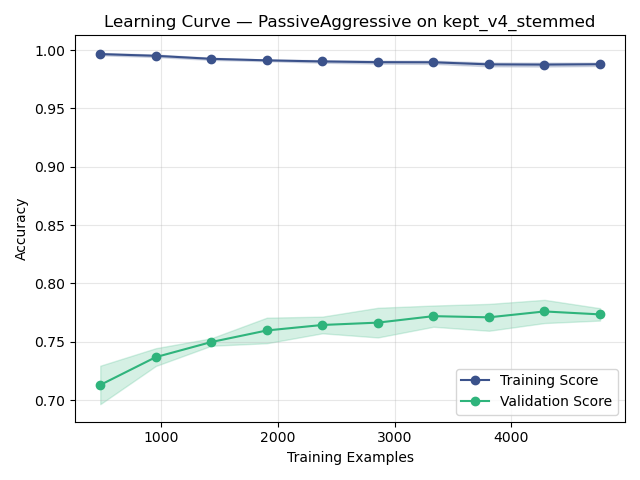 Learning Curve — PassiveAggressive on kept_v4_stemmed
Accuracy
1.00
0.95
0.90
0.85
0.80
0.75
0.70
1000
2000
3000
4000
Training Examples
Training Score
Validation Score